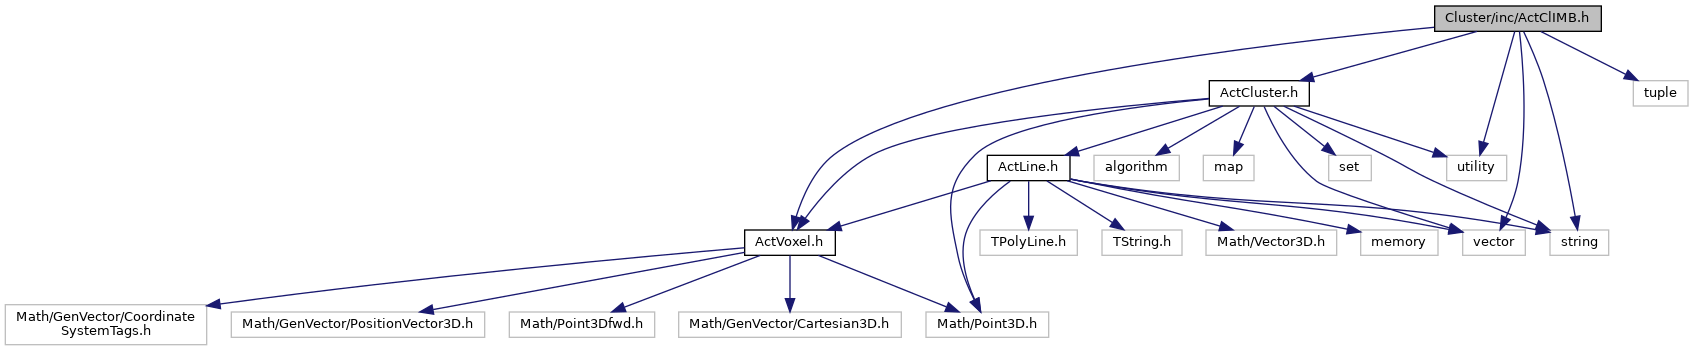 Cluster/inc/ActClIMB.h
ActCluster.h
tuple
ActLine.h
algorithm
map
set
utility
ActVoxel.h
TPolyLine.h
TString.h
Math/Vector3D.h
memory
vector
string
Math/GenVector/Coordinate
SystemTags.h
Math/GenVector/PositionVector3D.h
Math/Point3Dfwd.h
Math/GenVector/Cartesian3D.h
Math/Point3D.h